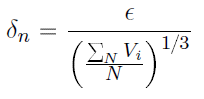 δ_n = ϵ / ((∑_N V_i / N)^{1/3})